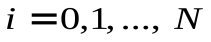 i =0,1, ..., N